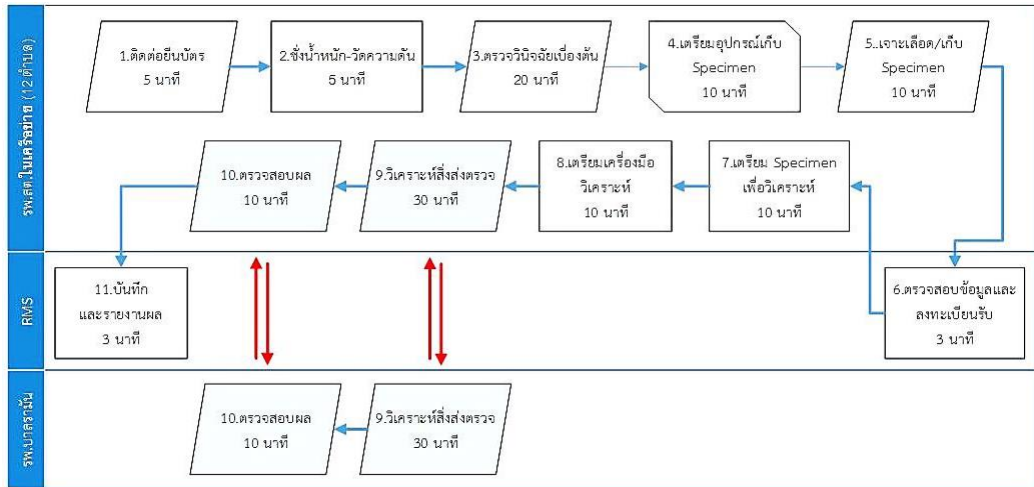 รพ.สต.ในเครือข่าย (12 ตำบล)
1.ติดต่อยื่นบัตร
5 นาที
2.ชั่งน้ำหนัก-วัดความดัน
5 นาที
3.ตรวจวินิจฉัยเบื้องต้น
20 นาที
4.เตรียมอุปกรณ์เก็บ
Specimen
10 นาที
5..เจาะเลือด/เก็บ
Specimen
10 นาที
10.ตรวจสอบผล
10 นาที
9.วิเคราะห์สิ่งส่งตรวจ
30 นาที
8.เตรียมเครื่องมือ
วิเคราะห์
10 นาที
7.เตรียม Specimen
เพื่อวิเคราะห์
10 นาที
RMS
11.บันทึก
และรายงานผล
3 นาที
6.ตรวจสอบข้อมูลและ
ลงทะเบียนรับ
3 นาที
รพ.บาลรามัน
10.ตรวจสอบผล
10 นาที
9.วิเคราะห์สิ่งส่งตรวจ
30 นาที